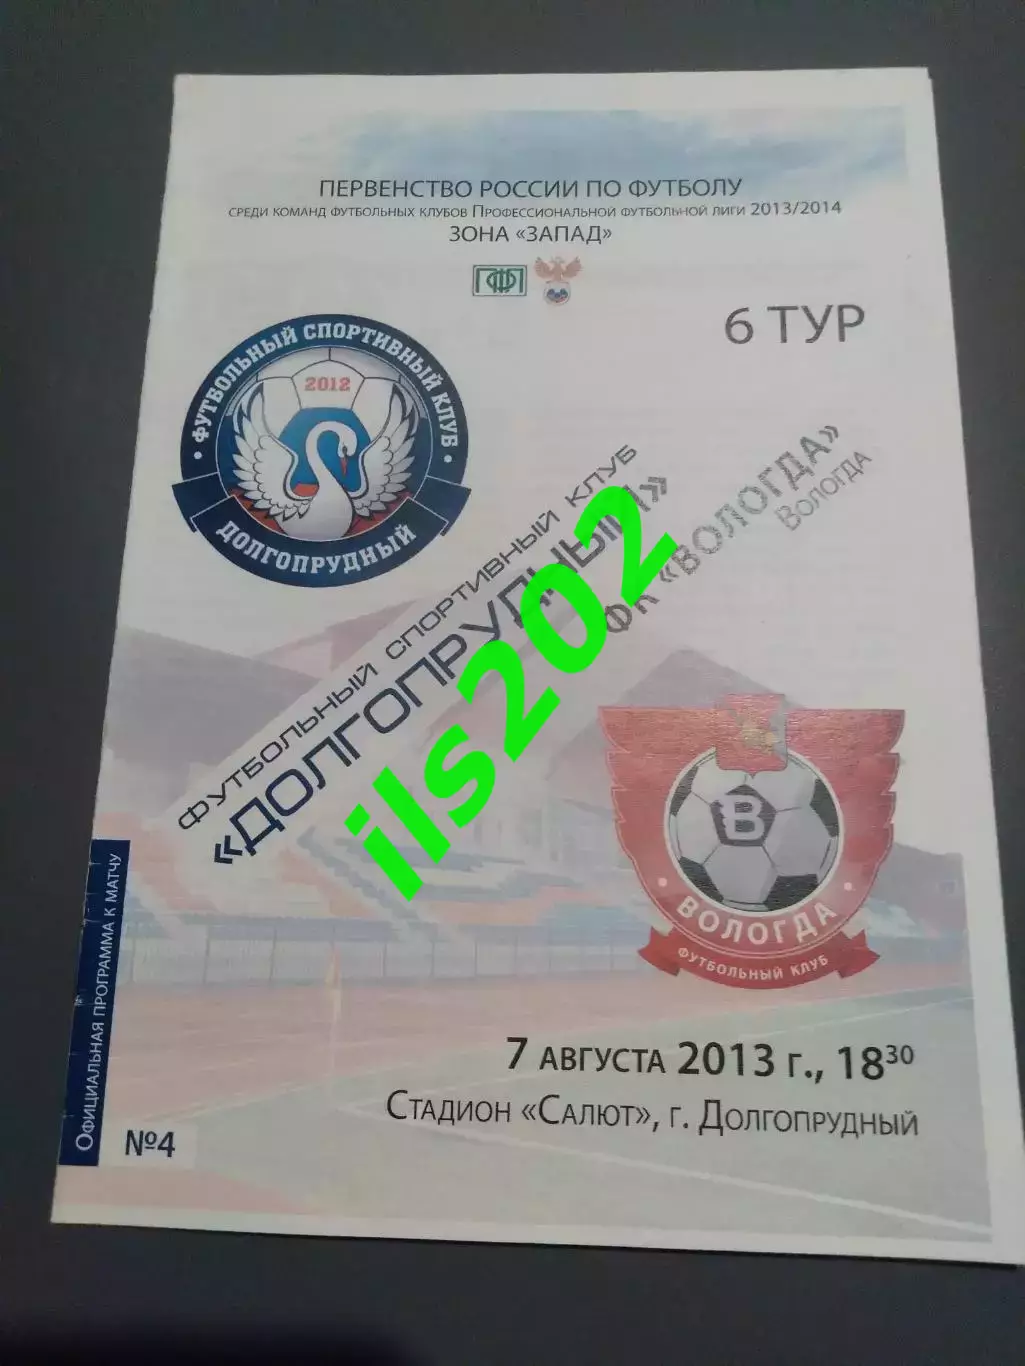 ПЕРВЕНСТВО РОССИИ ПО ФУТБОЛУ
СРЕДИ КОМАНД ФУТБОЛЬНЫХ КЛУБОВ ПРОФЕССИОНАЛЬНОЙ ФУТБОЛЬНОЙ ЛИГИ 2013/2014
ЗОНА «ЗАПАД»
ПФЛ
6 ТУР
• ФУТБОЛЬНЫЙ СПОРТИВНЫЙ КЛУБ •
2012
ДОЛГОПРУДНЫЙ
ФУТБОЛЬНЫЙ СПОРТИВНЫЙ КЛУБ
«ДОЛГОПРУДНЫЙ»
ФК «ВОЛОГДА»
ВОЛОГДА
ils202
В
• ВОЛОГДА •
ФУТБОЛЬНЫЙ КЛУБ
7 АВГУСТА 2013 Г., 18³⁰
СТАДИОН «САЛЮТ», Г. ДОЛГОПРУДНЫЙ
ОФИЦИАЛЬНАЯ ПРОГРАММА К МАТЧУ
№4